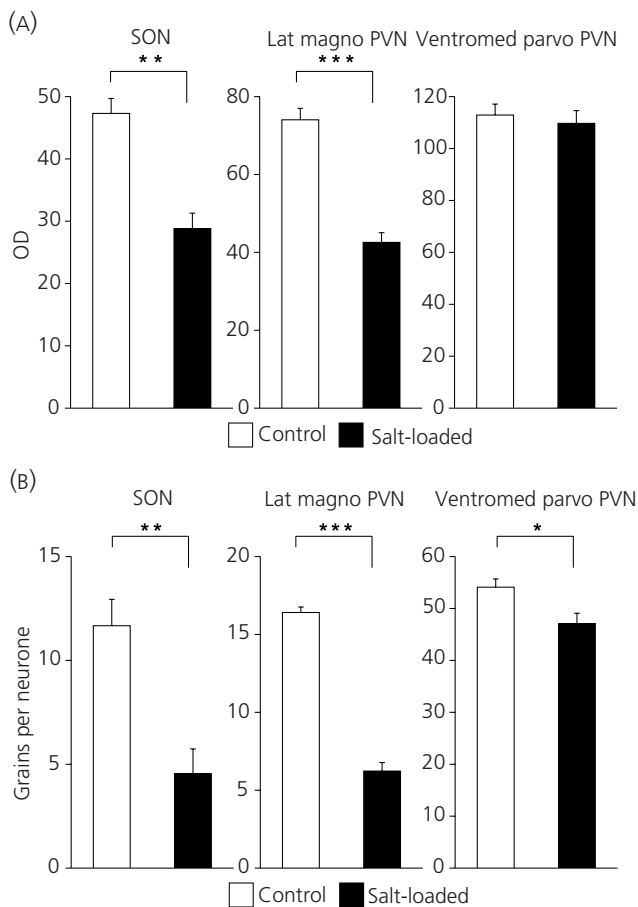 (A)
SON
Lat magno PVN
Ventromed parvo PVN
**
***
OD
50
40
30
20
10
0
80
60
40
20
0
120
100
80
60
40
20
0
Control
Salt-loaded
(B)
SON
Lat magno PVN
Ventromed parvo PVN
**
***
*
Grains per neurone
15
10
5
0
20
15
10
5
0
60
50
40
30
20
10
0
Control
Salt-loaded